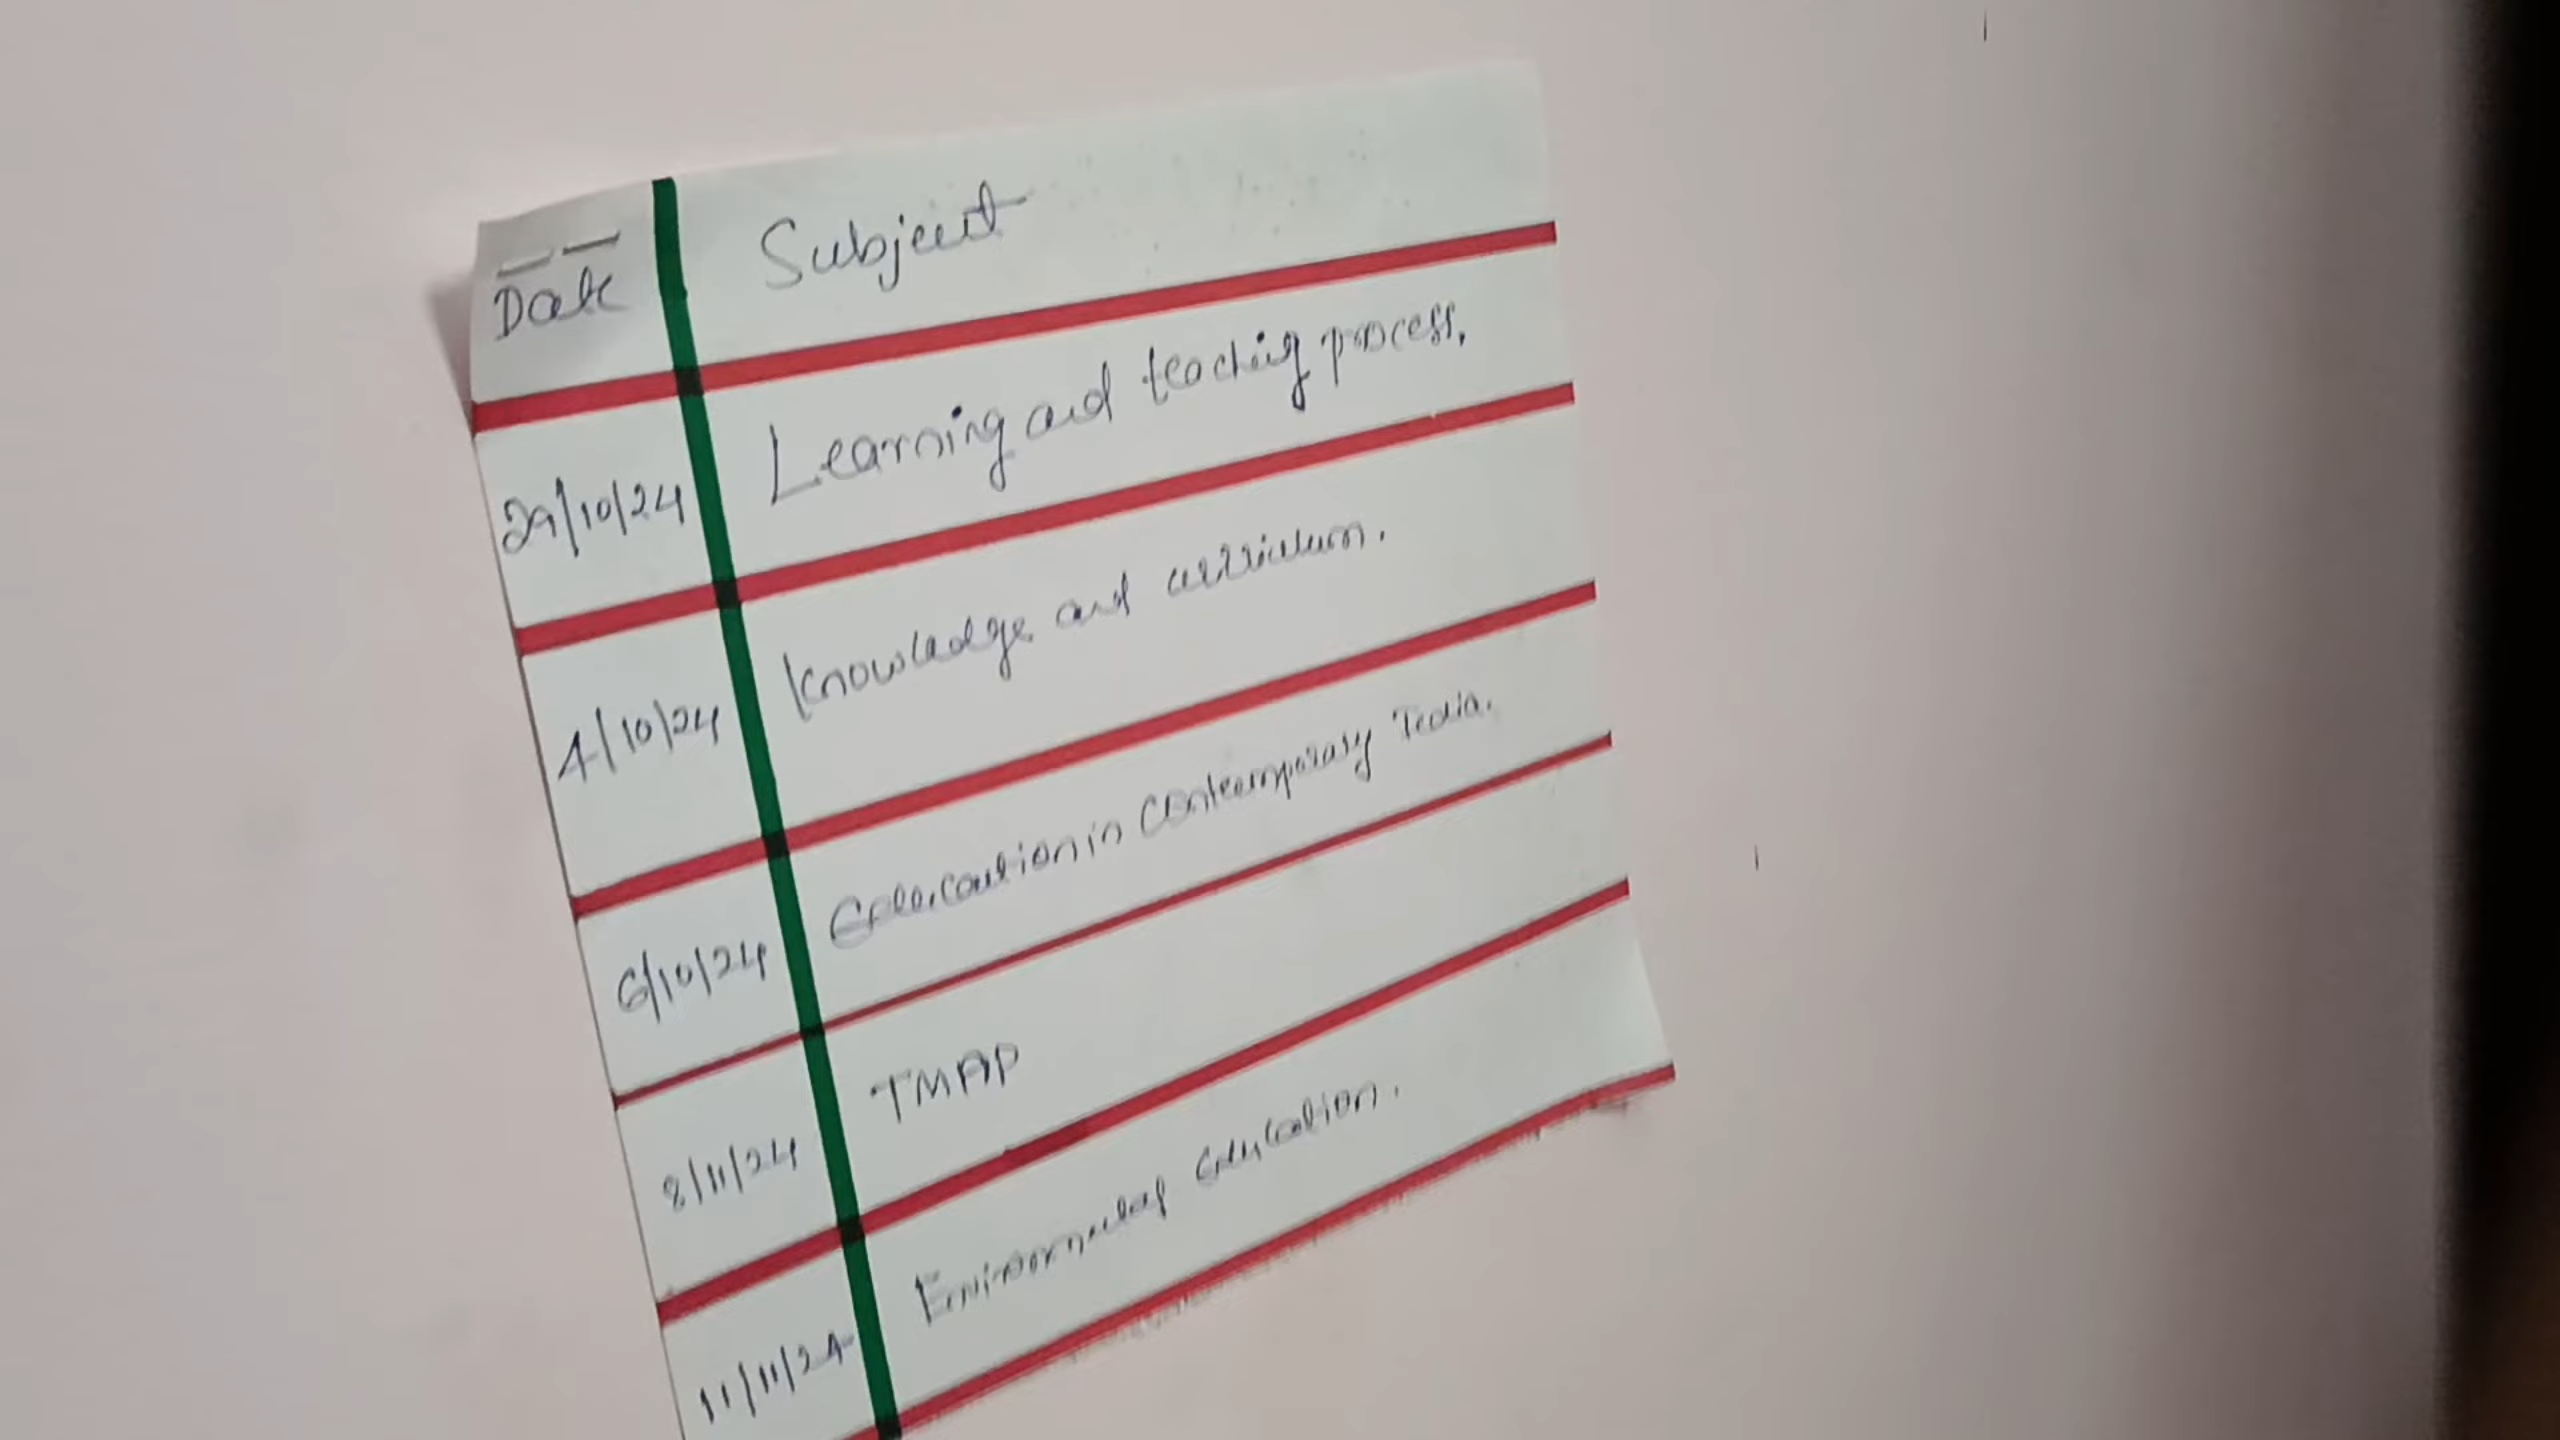 Date Subject
29/10/24 Learning and teaching process.
4/10/24 Knowledge and curriculum.
6/10/24 Education in Contemporary India.
8/11/24 TMAP
11/11/24 Environmental Education.